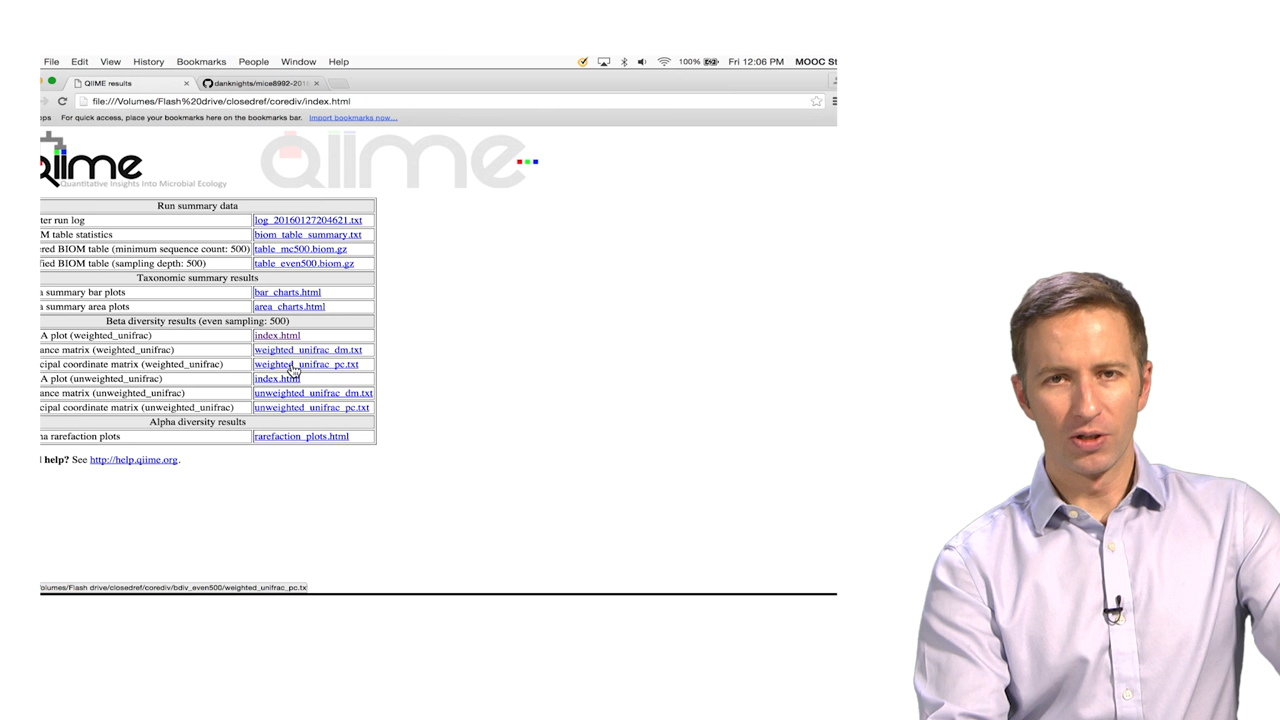 File Edit View History Bookmarks People Window Help 100% Fri 12:06 PM MOOC St
QIIME results danknights/mice8992-2016
file:///Volumes/Flash%20drive/closedref/corediv/index.html
ops For quick access, place your bookmarks here on the bookmarks bar. Import bookmarks now...
Qiime Qiime
Quantitative Insights Into Microbial Ecology
Run summary data
ter run log log_20160127204621.txt
M table statistics biom_table_summary.txt
ered BIOM table (minimum sequence count: 500) table_mc500.biom.gz
fied BIOM table (sampling depth: 500) table_even500.biom.gz
Taxonomic summary results
a summary bar plots bar_charts.html
a summary area plots area_charts.html
Beta diversity results (even sampling: 500)
A plot (weighted_unifrac) index.html
ance matrix (weighted_unifrac) weighted_unifrac_dm.txt
cipal coordinate matrix (weighted_unifrac) weighted_unifrac_pc.txt
A plot (unweighted_unifrac) index.html
ance matrix (unweighted_unifrac) unweighted_unifrac_dm.txt
cipal coordinate matrix (unweighted_unifrac) unweighted_unifrac_pc.txt
Alpha diversity results
na rarefaction plots rarefaction_plots.html
help? See http://help.qiime.org.
olumes/Flash drive/closedref/corediv/bdiv_even500/weighted_unifrac_pc.tx